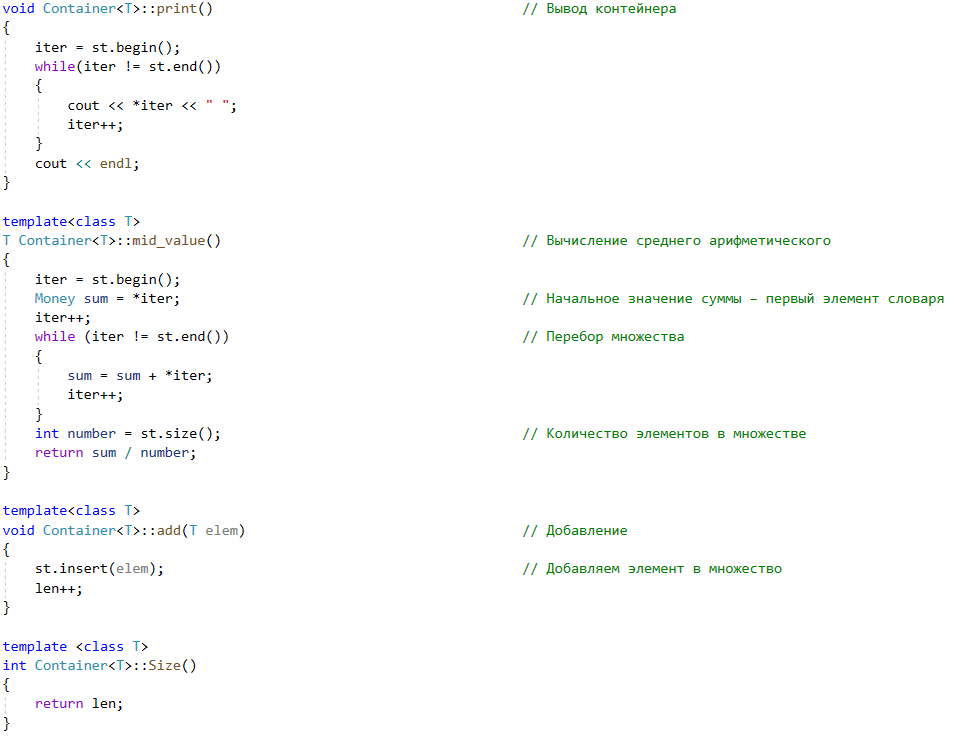 void Container<T>::print() // Вывод контейнера
{
iter = st.begin();
while(iter != st.end())
{
cout << *iter << " ";
iter++;
}
cout << endl;
}
template<class T>
T Container<T>::mid_value() // Вычисление среднего арифметического
{
iter = st.begin();
Money sum = *iter; // Начальное значение суммы – первый элемент словаря
iter++;
while (iter != st.end()) // Перебор множества
{
sum = sum + *iter;
iter++;
}
int number = st.size(); // Количество элементов в множестве
return sum / number;
}
template<class T>
void Container<T>::add(T elem) // Добавление
{
st.insert(elem); // Добавляем элемент в множество
len++;
}
template <class T>
int Container<T>::Size()
{
return len;
}